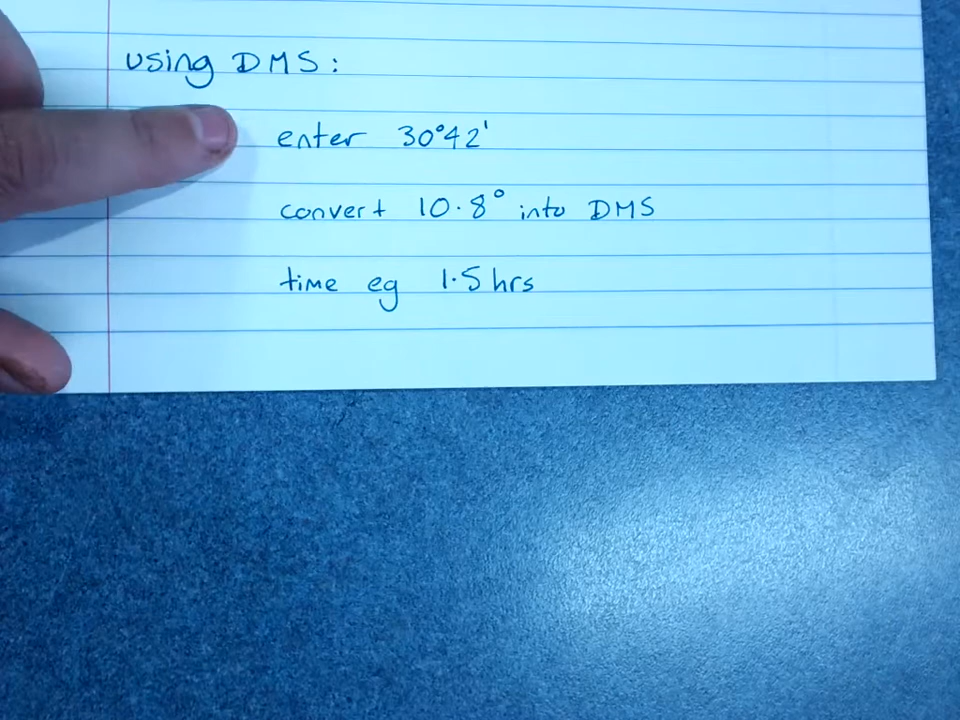 using DMS:
enter 30°42'
convert 10.8° into DMS
time eg 1.5 hrs